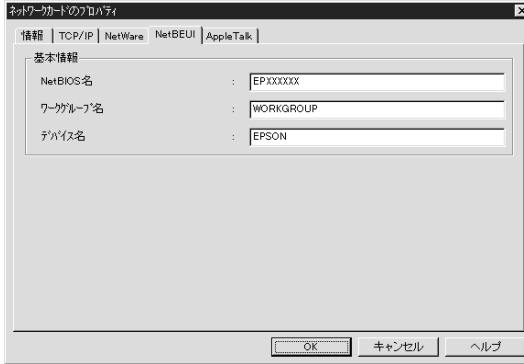 ネットワークカードのプロパティ
情報 TCP/IP NetWare NetBEUI AppleTalk
基本情報
NetBIOS名 : EPXXXXXX
ワークグループ名 : WORKGROUP
デバイス名 : EPSON
OK キャンセル ヘルプ